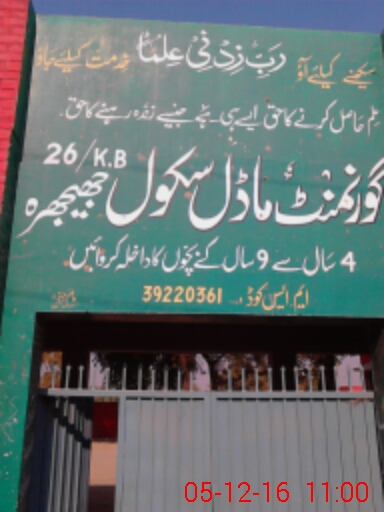 سیکھنے کیلئے آؤ رَبِّ زِدْنِی عِلْمًا خدمت کیلئے جاؤ
علم حاصل کرنے کا حق ایسے ہی ہے جیسے زندہ رہنے کا حق۔
26/K.B
گورنمنٹ ماڈل سکول جھیجھرہ
4 سال سے 9 سال کے بچوں کا داخلہ کروائیں
ایم ایس کوڈ 39220361
05-12-16 11:00